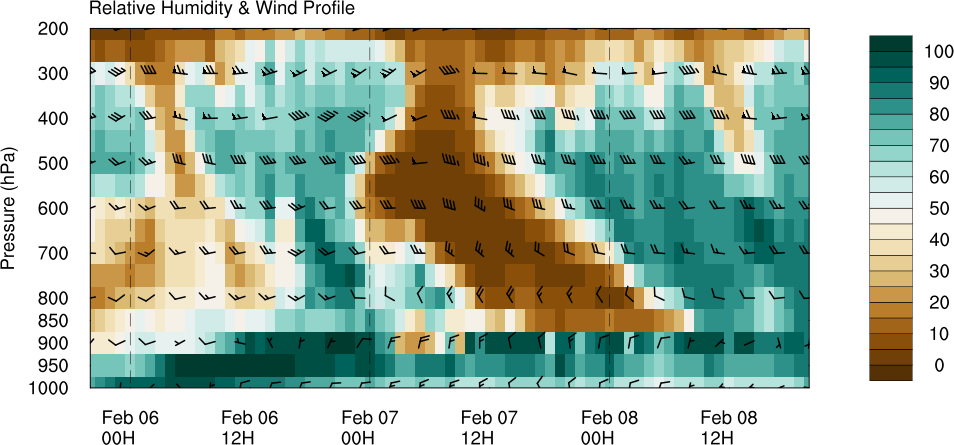 Relative Humidity & Wind Profile
Pressure (hPa)
200
300
400
500
600
700
800
850
900
950
1000
Feb 06 00H
Feb 06 12H
Feb 07 00H
Feb 07 12H
Feb 08 00H
Feb 08 12H
100
90
80
70
60
50
40
30
20
10
0